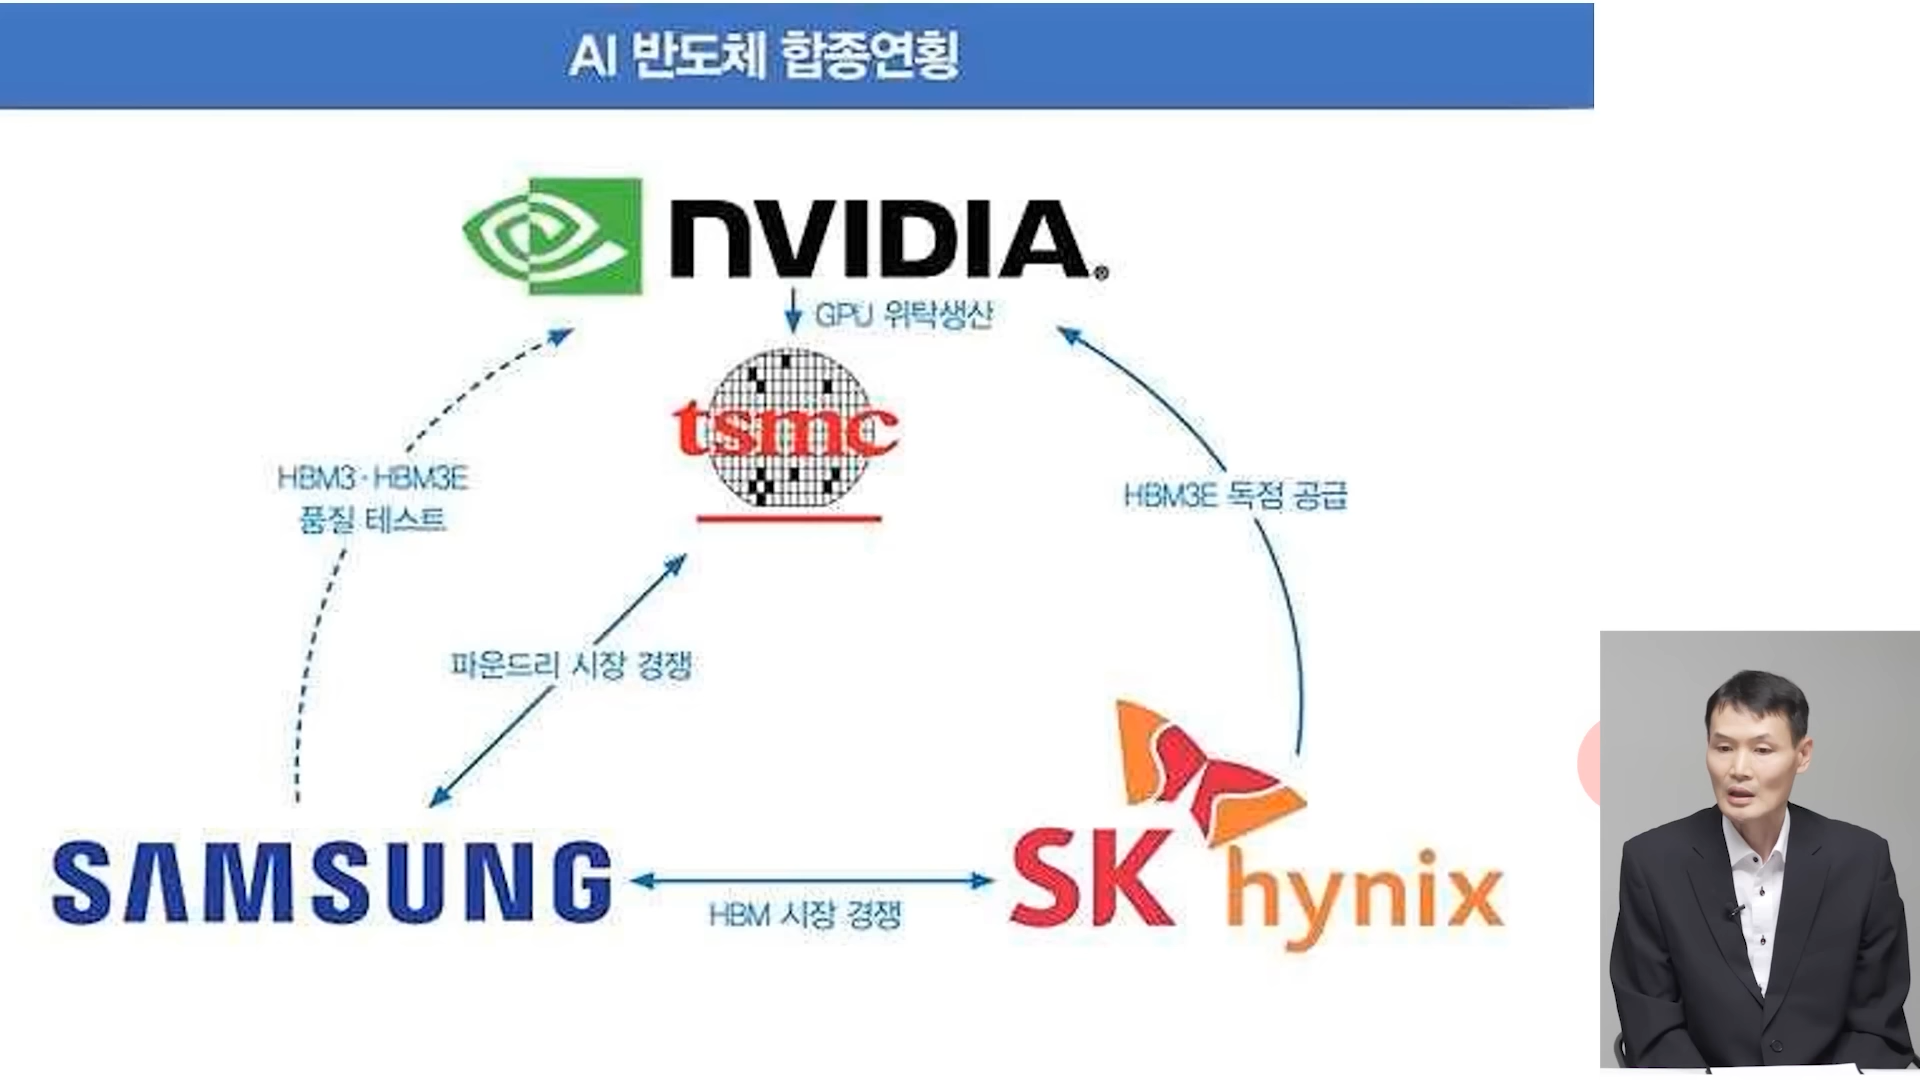 AI 반도체 합종연횡
NVIDIA®
GPU 위탁생산
tsmc
HBM3·HBM3E
품질 테스트
HBM3E 독점 공급
파운드리 시장 경쟁
SAMSUNG
HBM 시장 경쟁
SK hynix